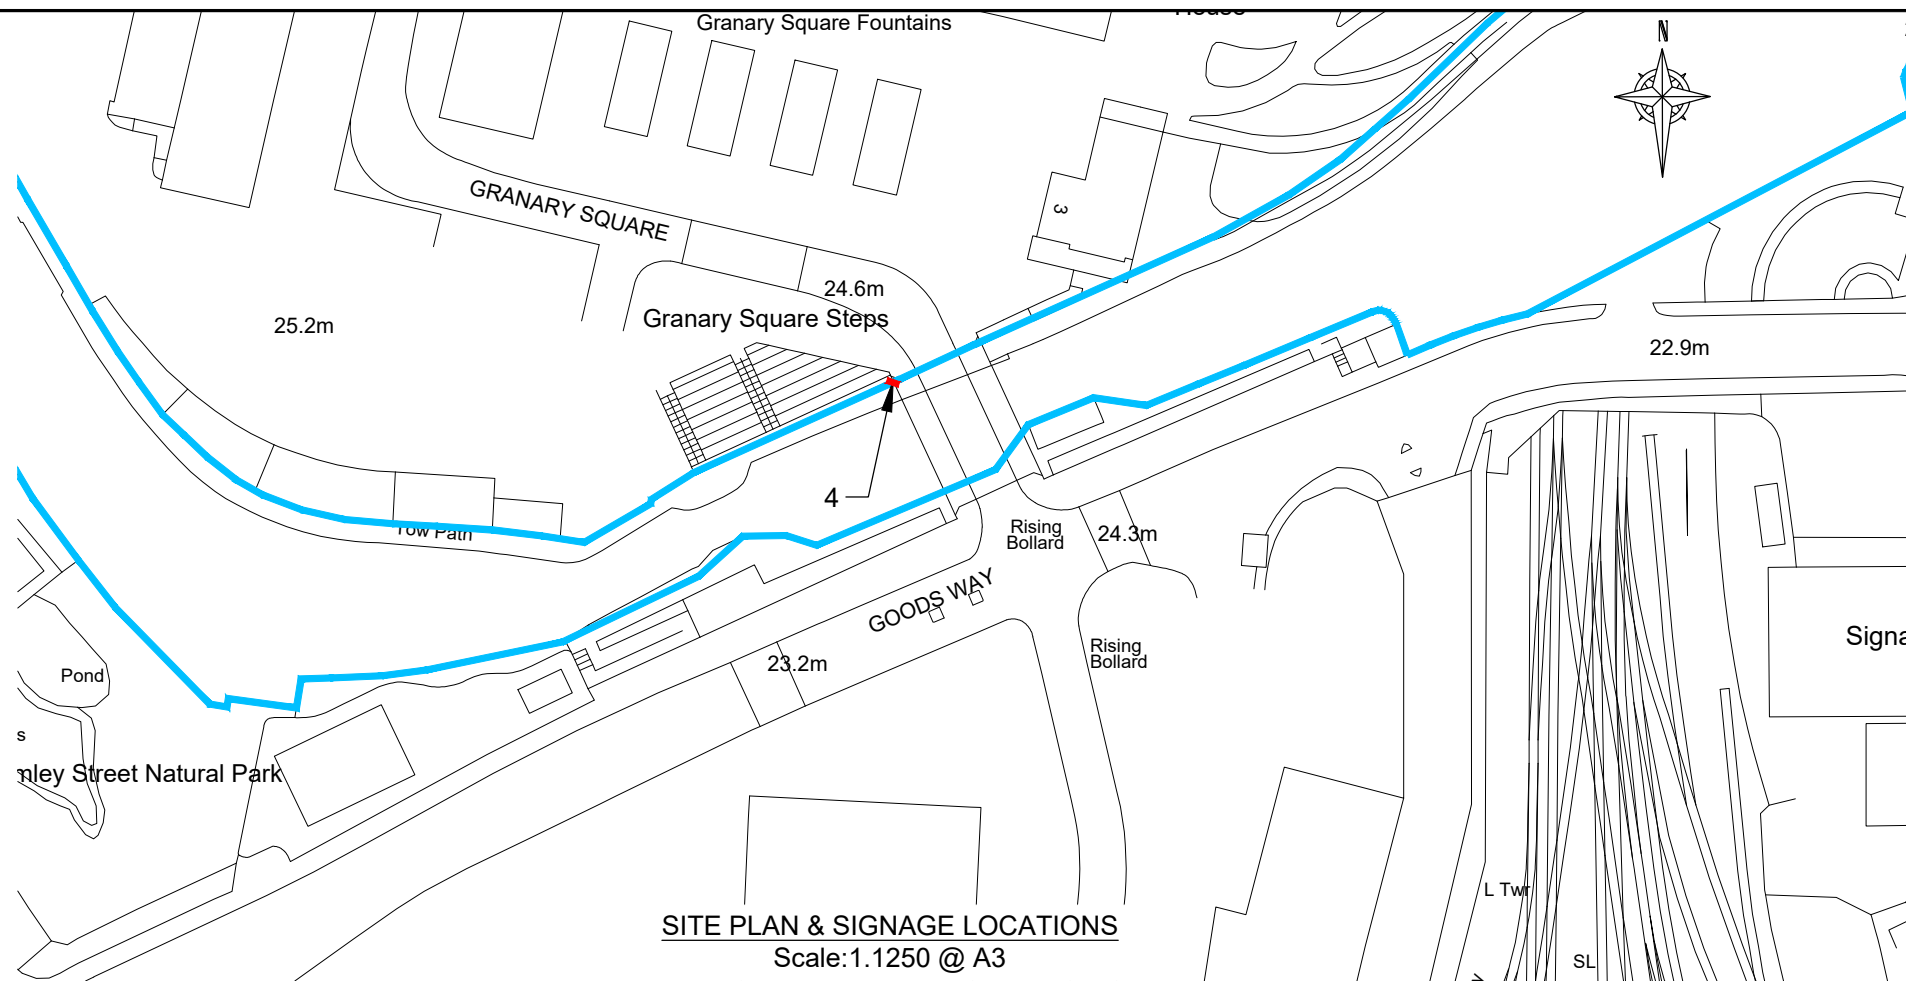 Granary Square Fountains
N
GRANARY SQUARE
3
24.6m
25.2m
Granary Square Steps
22.9m
4
Tow Path
Rising
Bollard
24.3m
GOODS WAY
Rising
Bollard
Signa
23.2m
Pond
s
mley Street Natural Park
L Twr
SITE PLAN & SIGNAGE LOCATIONS
Scale:1.1250 @ A3
SL